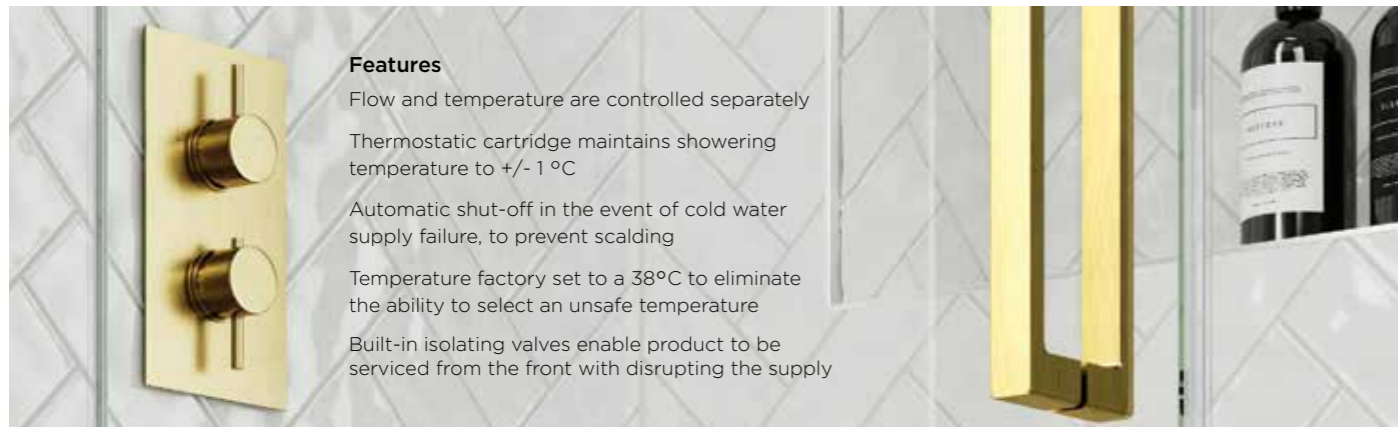 Features
Flow and temperature are controlled separately
Thermostatic cartridge maintains showering
temperature to +/- 1 °C
Automatic shut-off in the event of cold water
supply failure, to prevent scalding
Temperature factory set to a 38°C to eliminate
the ability to select an unsafe temperature
Built-in isolating valves enable product to be
serviced from the front with disrupting the supply